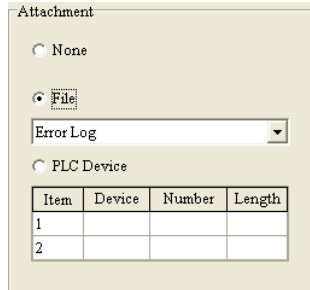 Attachment
None
File
Error Log
PLC Device
Item Device Number Length
1
2